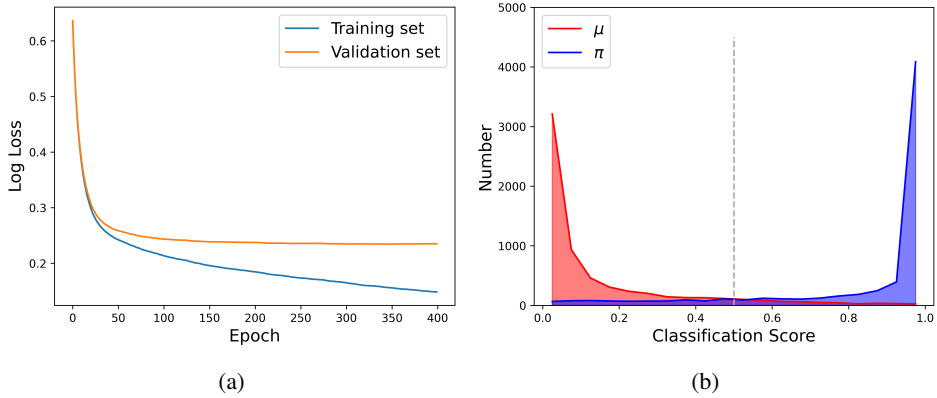 Training set
Validation set
0.6
0.5
0.4
0.3
0.2
Log Loss
0 50 100 150 200 250 300 350 400
Epoch
(a)
μ
π
5000
4000
3000
2000
1000
0
Number
0.0 0.2 0.4 0.6 0.8 1.0
Classification Score
(b)